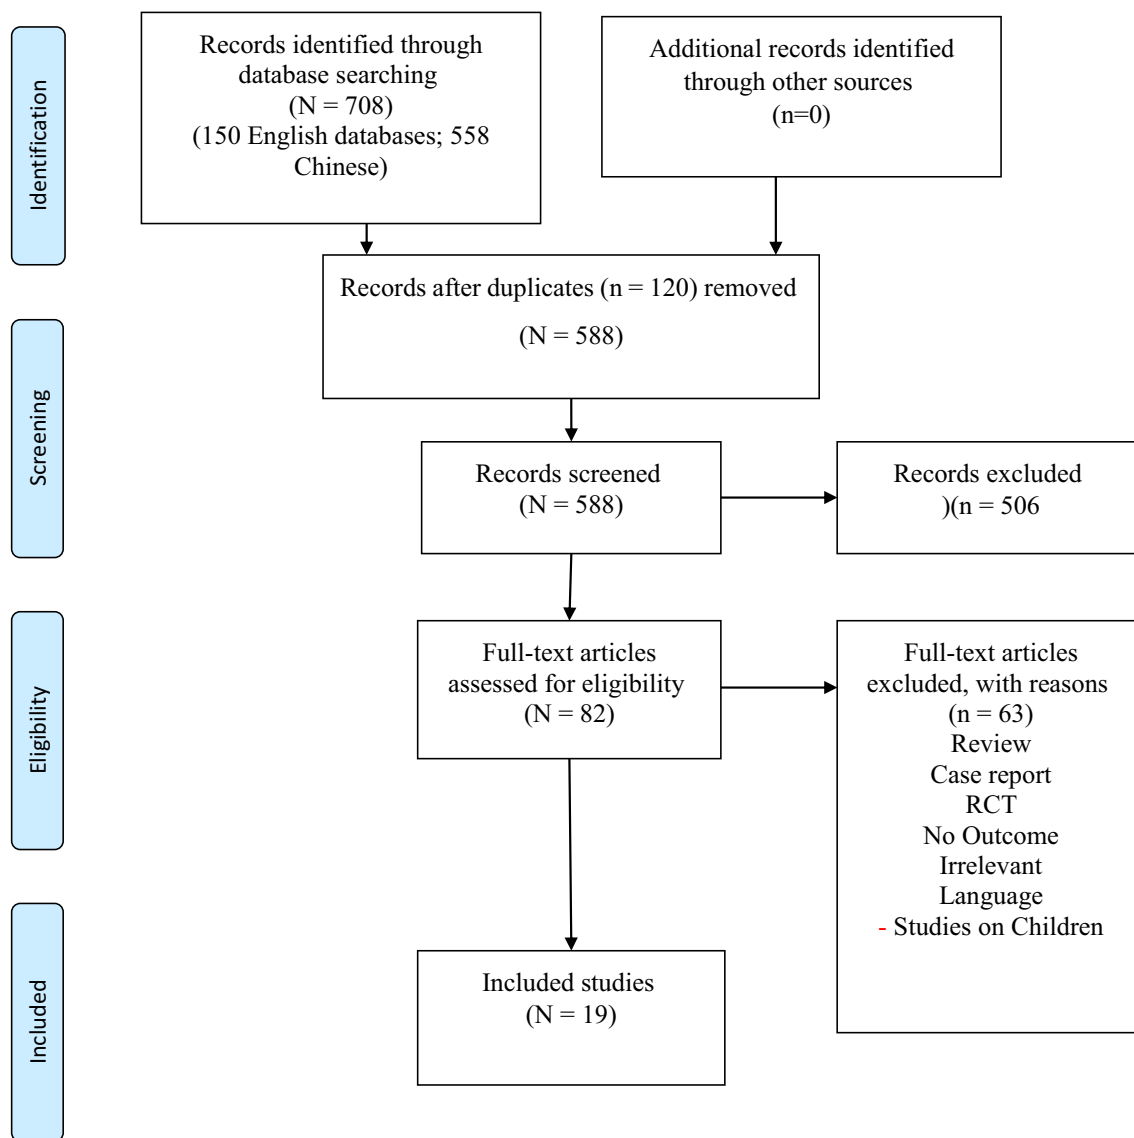 Identification
Records identified through
database searching
(N = 708)
(150 English databases; 558
Chinese)
Additional records identified
through other sources
(n=0)
Records after duplicates (n = 120) removed
(N = 588)
Screening
Records screened
(N = 588)
Records excluded
)(n = 506
Eligibility
Full-text articles
assessed for eligibility
(N = 82)
Full-text articles
excluded, with reasons
(n = 63)
Review
Case report
RCT
No Outcome
Irrelevant
Language
- Studies on Children
Included
Included studies
(N = 19)